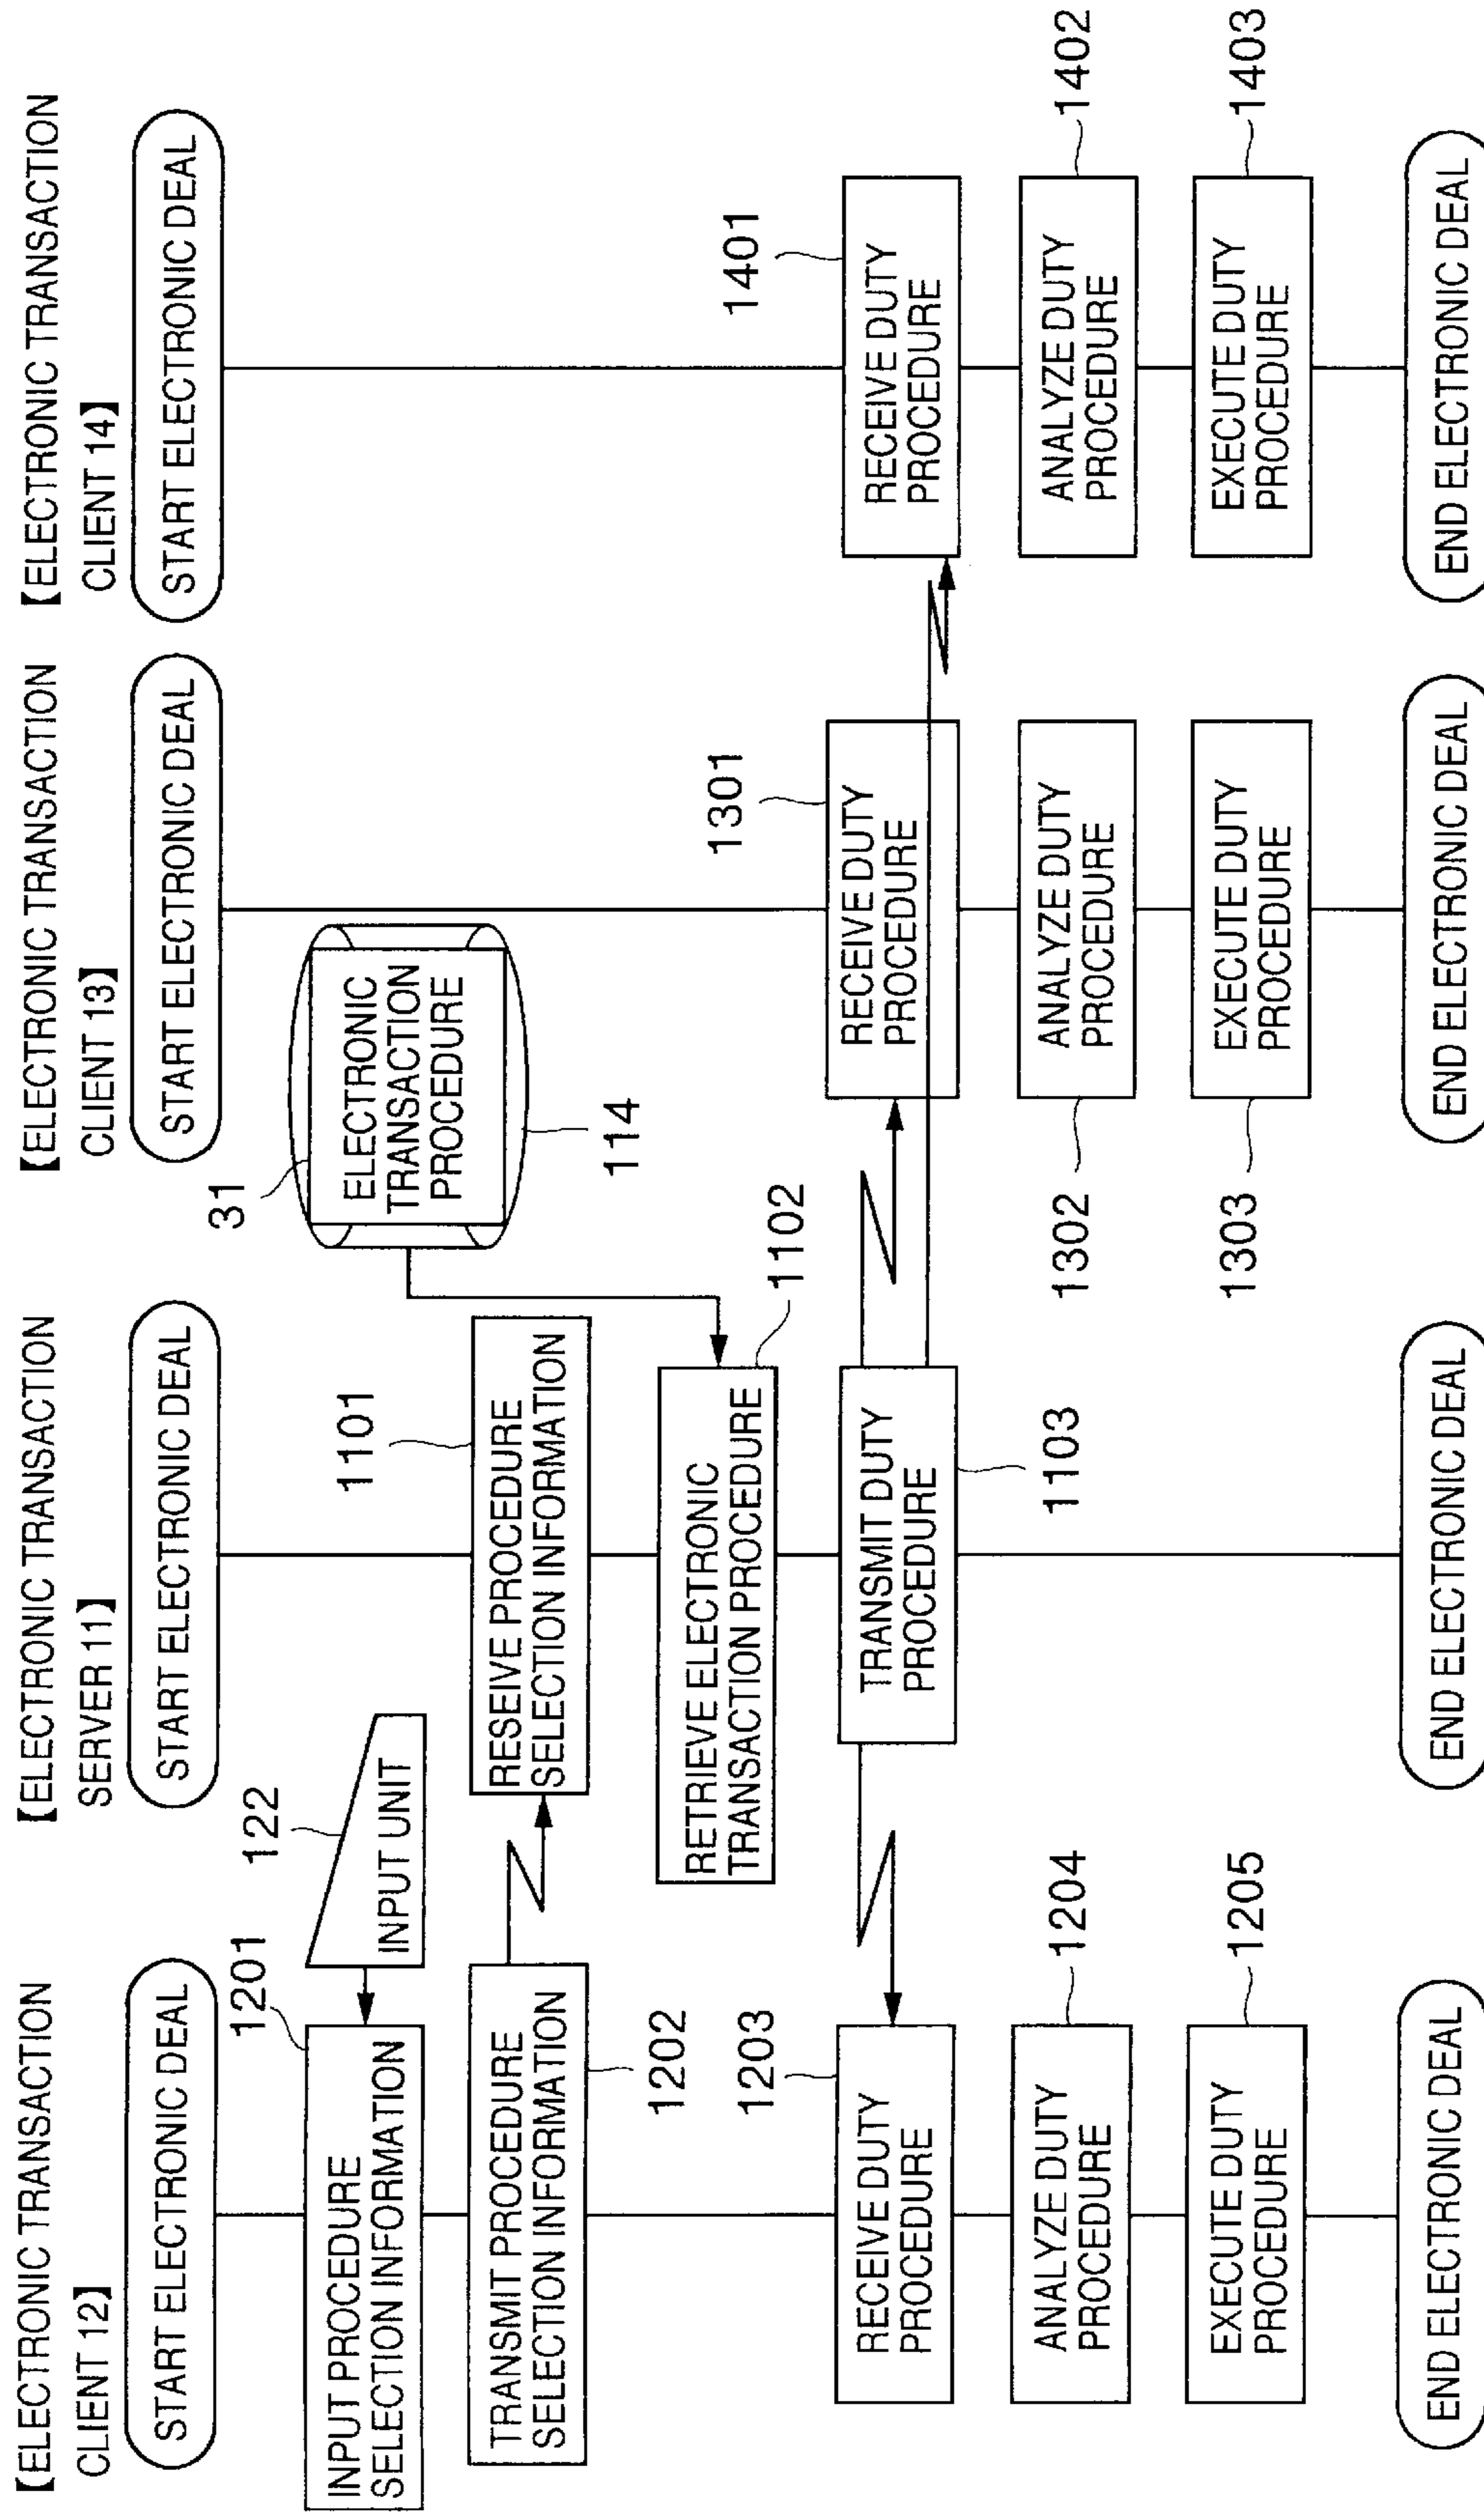 【ELECTRONIC TRANSACTION
CLIENT 12】
START ELECTRONIC DEAL
1201
122
INPUT UNIT
INPUT PROCEDURE
SELECTION INFORMATION
TRANSMIT PROCEDURE
SELECTION INFORMATION
1202
1203
RECEIVE DUTY
PROCEDURE
1204
ANALYZE DUTY
PROCEDURE
1205
EXECUTE DUTY
PROCEDURE
END ELECTRONIC DEAL
【ELECTRONIC TRANSACTION
SERVER 11】
START ELECTRONIC DEAL
1101
RESEIVE PROCEDURE
SELECTION INFORMATION
1102
RETRIEVE ELECTRONIC
TRANSACTION PROCEDURE
TRANSMIT DUTY
PROCEDURE
1103
END ELECTRONIC DEAL
【ELECTRONIC TRANSACTION
CLIENT 13】
START ELECTRONIC DEAL
31
ELECTRONIC
TRANSACTION
PROCEDURE
114
1301
RECEIVE DUTY
PROCEDURE
ANALYZE DUTY
PROCEDURE
1302
EXECUTE DUTY
PROCEDURE
1303
END ELECTRONIC DEAL
【ELECTRONIC TRANSACTION
CLIENT 14】
START ELECTRONIC DEAL
1401
RECEIVE DUTY
PROCEDURE
1402
ANALYZE DUTY
PROCEDURE
1403
EXECUTE DUTY
PROCEDURE
END ELECTRONIC DEAL